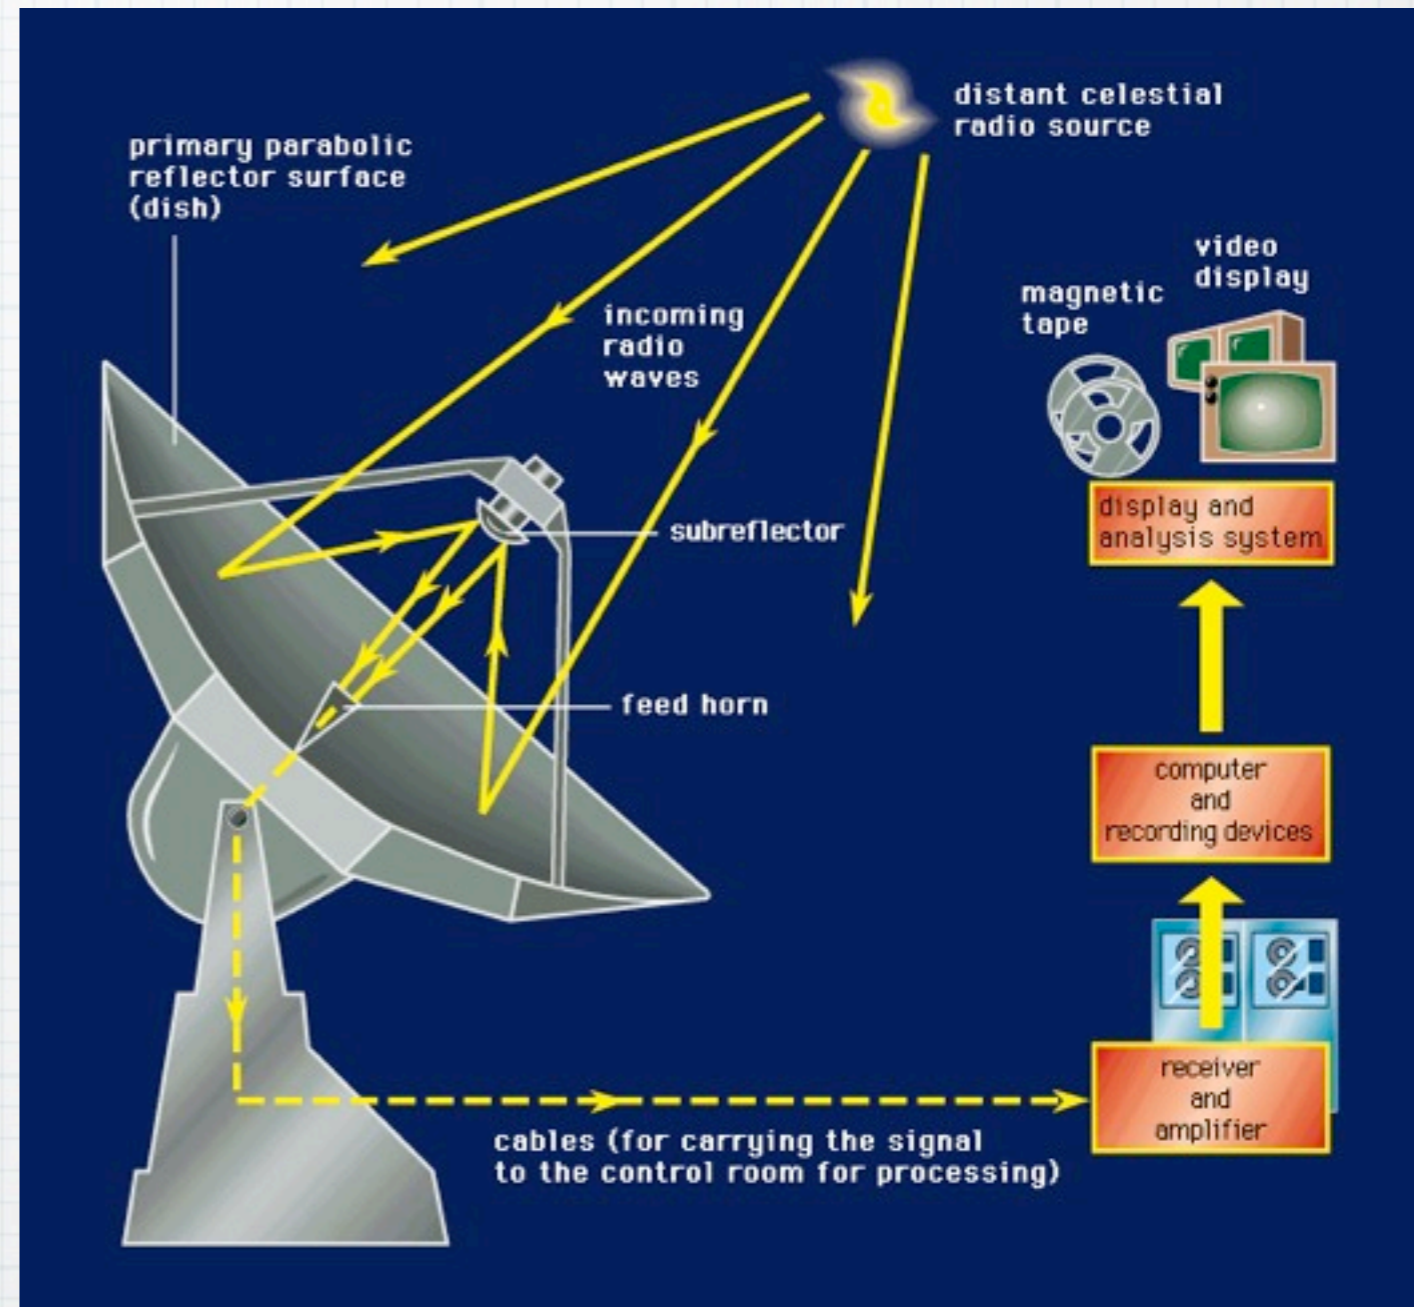 distant celestial
radio source
primary parabolic
reflector surface
(dish)
video
display
magnetic
tape
incoming
radio
waves
display and
analysis system
subreflector
feed horn
computer
and
recording devices
receiver
and
amplifier
cables (for carrying the signal
to the control room for processing)